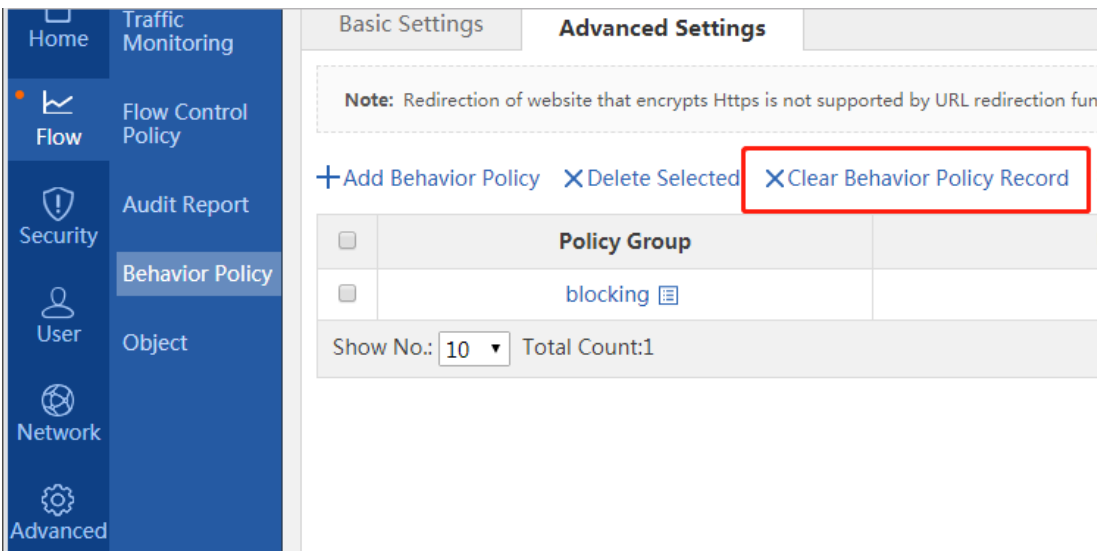 Home
Flow
Security
User
Network
Advanced
Traffic
Monitoring
Flow Control
Policy
Audit Report
Behavior Policy
Object
Basic Settings
Advanced Settings
Note: Redirection of website that encrypts Https is not supported by URL redirection
Add Behavior Policy Delete Selected Clear Behavior Policy Record
Policy Group
blocking
Show No.: 10 Total Count:1